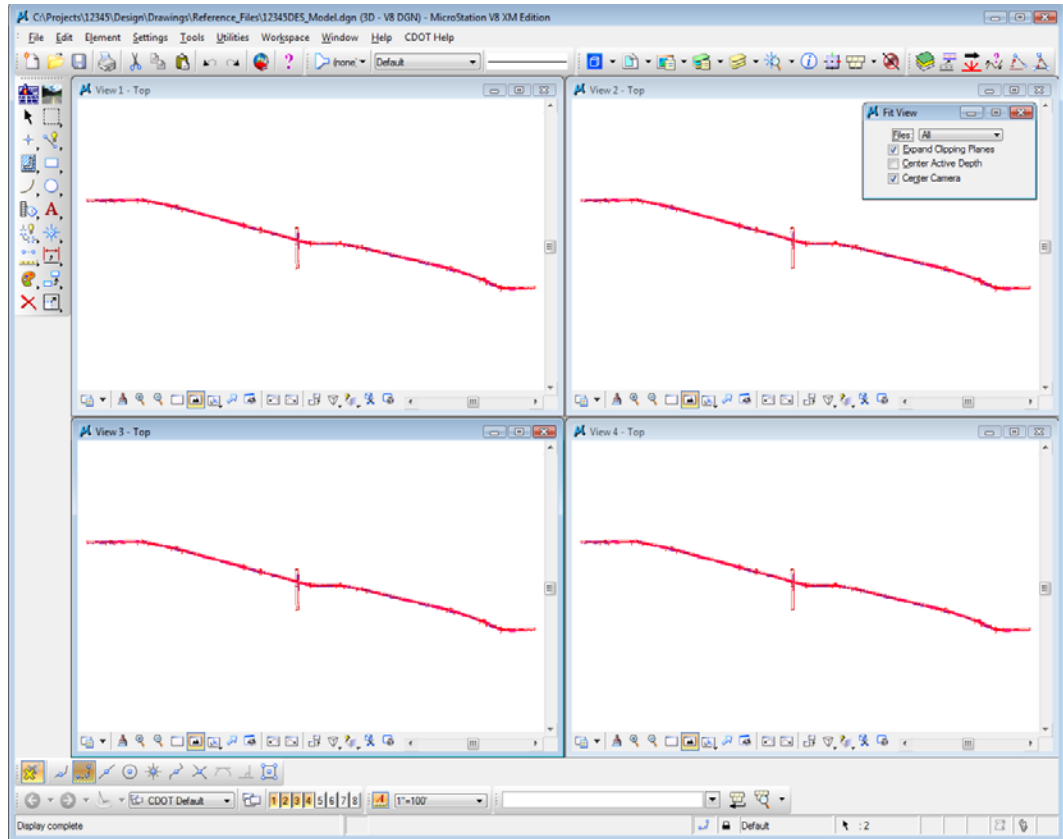 C:\Projects\12345\Design\Drawings\Reference_Files\12345DES_Model.dgn (3D - V8 DGN) - MicroStation V8 XM Edition
File Edit Element Settings Tools Utilities Workspace Window Help CDOT Help
(none) Default
View 1 - Top
View 2 - Top
Fit View
Files: All
Expand Clipping Planes
Center Active Depth
Center Camera
View 3 - Top
View 4 - Top
CDOT Default 1 2 3 4 5 6 7 8 1"=100'
Display complete Default : 2